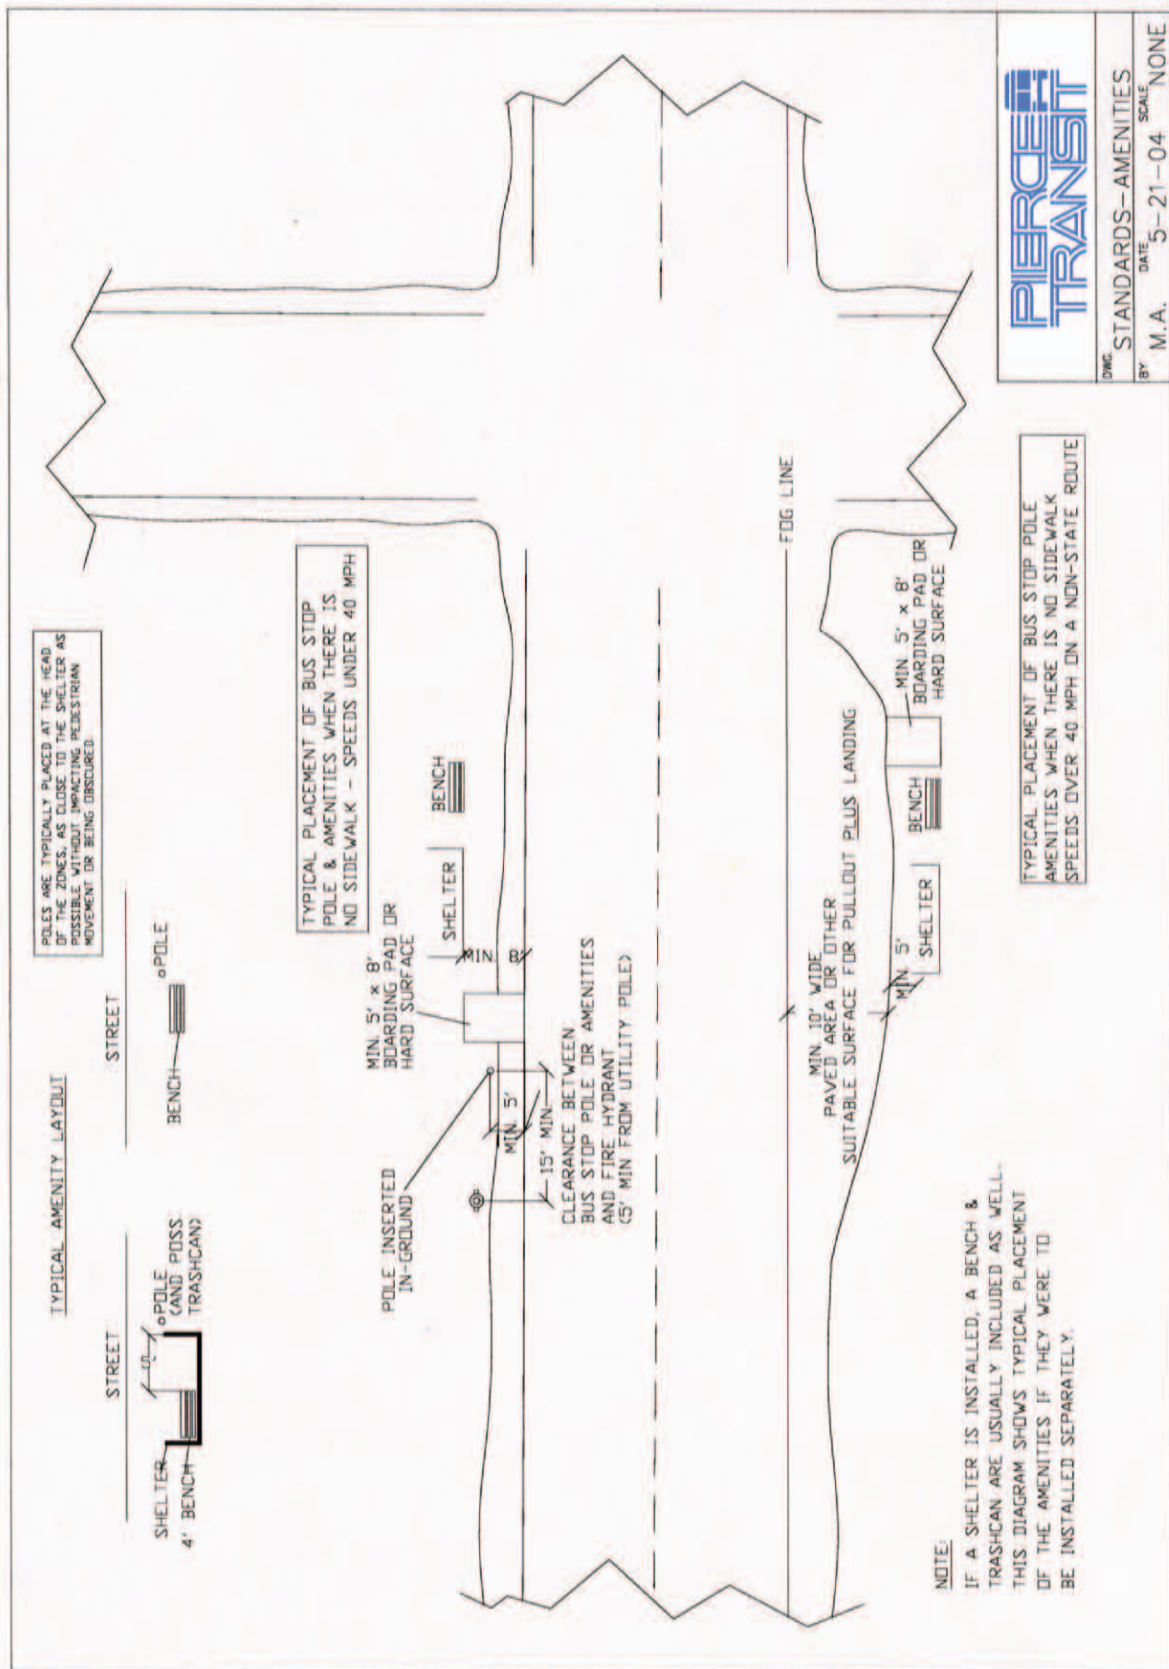 TYPICAL AMENITY LAYOUT
POLES ARE TYPICALLY PLACED AT THE HEAD
OF THE ZONES, AS CLOSE TO THE SHELTER AS
POSSIBLE WITHOUT IMPACTING PEDESTRIAN
MOVEMENT OR BEING OBSCURED
STREET
SHELTER
4' BENCH
5'
POLE
(AND POSS.
TRASHCAN)
STREET
BENCH
POLE
TYPICAL PLACEMENT OF BUS STOP
POLE & AMENITIES WHEN THERE IS
NO SIDEWALK - SPEEDS UNDER 40 MPH
POLE INSERTED
IN-GROUND
MIN. 5' x 8'
BOARDING PAD OR
HARD SURFACE
SHELTER
BENCH
MIN. 8'
MIN. 5'
15' MIN.
CLEARANCE BETWEEN
BUS STOP POLE OR AMENITIES
AND FIRE HYDRANT
(5' MIN FROM UTILITY POLE)
FOG LINE
MIN. 10' WIDE
PAVED AREA OR OTHER
SUITABLE SURFACE FOR PULLOUT PLUS LANDING
MIN. 5'
SHELTER
BENCH
MIN. 5' x 8'
BOARDING PAD OR
HARD SURFACE
NOTE:
IF A SHELTER IS INSTALLED, A BENCH &
TRASHCAN ARE USUALLY INCLUDED AS WELL.
THIS DIAGRAM SHOWS TYPICAL PLACEMENT
OF THE AMENITIES IF THEY WERE TO
BE INSTALLED SEPARATELY.
TYPICAL PLACEMENT OF BUS STOP POLE
AMENITIES WHEN THERE IS NO SIDEWALK
SPEEDS OVER 40 MPH ON A NON-STATE ROUTE
PIERCE
TRANSIT
DWG. STANDARDS-AMENITIES
BY M.A. DATE 5-21-04 SCALE NONE